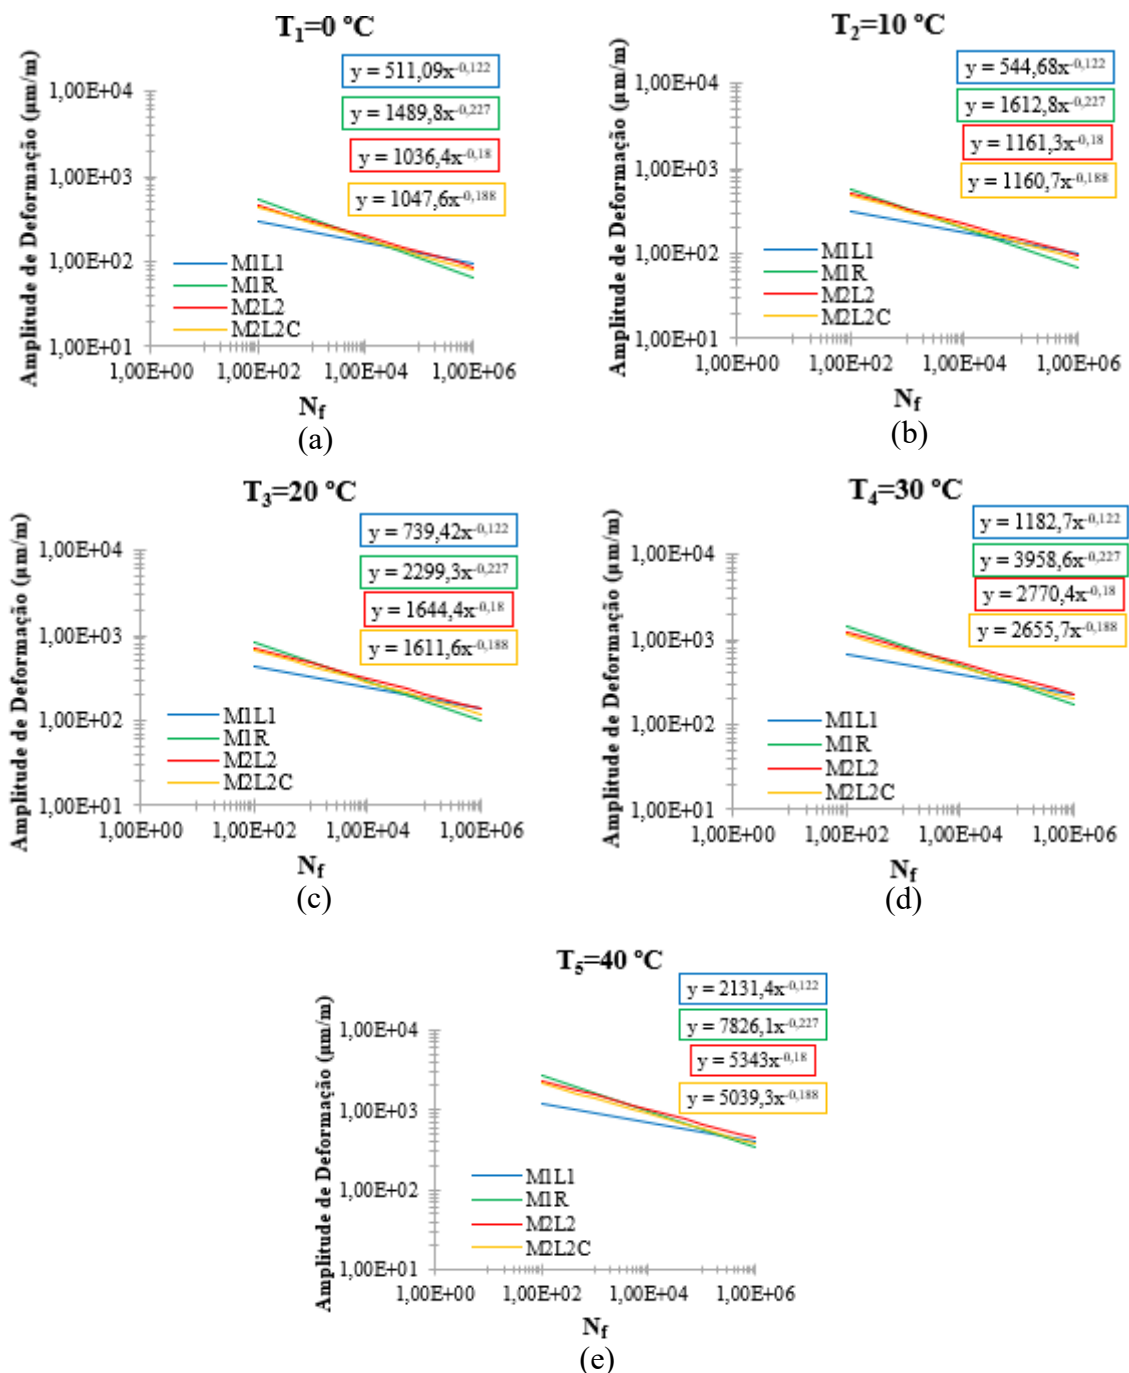 T₁=0 ºC
Amplitude de Deformação (µm/m)
y = 511,09x⁻⁰,¹²²
y = 1489,8x⁻⁰,²²⁷
y = 1036,4x⁻⁰,¹⁸
y = 1047,6x⁻⁰,¹⁸⁸
1,00E+04
1,00E+03
1,00E+02
1,00E+01
M1L1
M1R
M2L2
M2L2C
1,00E+00 1,00E+02 1,00E+04 1,00E+06
N_f
(a)
T₂=10 ºC
Amplitude de Deformação (µm/m)
y = 544,68x⁻⁰,¹²²
y = 1612,8x⁻⁰,²²⁷
y = 1161,3x⁻⁰,¹⁸
y = 1160,7x⁻⁰,¹⁸⁸
1,00E+04
1,00E+03
1,00E+02
1,00E+01
M1L1
M1R
M2L2
M2L2C
1,00E+00 1,00E+02 1,00E+04 1,00E+06
N_f
(b)
T₃=20 ºC
Amplitude de Deformação (µm/m)
y = 739,42x⁻⁰,¹²²
y = 2299,3x⁻⁰,²²⁷
y = 1644,4x⁻⁰,¹⁸
y = 1611,6x⁻⁰,¹⁸⁸
1,00E+04
1,00E+03
1,00E+02
1,00E+01
M1L1
M1R
M2L2
M2L2C
1,00E+00 1,00E+02 1,00E+04 1,00E+06
N_f
(c)
T₄=30 ºC
Amplitude de Deformação (µm/m)
y = 1182,7x⁻⁰,¹²²
y = 3958,6x⁻⁰,²²⁷
y = 2770,4x⁻⁰,¹⁸
y = 2655,7x⁻⁰,¹⁸⁸
1,00E+04
1,00E+03
1,00E+02
1,00E+01
M1L1
M1R
M2L2
M2L2C
1,00E+00 1,00E+02 1,00E+04 1,00E+06
N_f
(d)
T₅=40 ºC
Amplitude de Deformação (µm/m)
y = 2131,4x⁻⁰,¹²²
y = 7826,1x⁻⁰,²²⁷
y = 5343x⁻⁰,¹⁸
y = 5039,3x⁻⁰,¹⁸⁸
1,00E+04
1,00E+03
1,00E+02
1,00E+01
M1L1
M1R
M2L2
M2L2C
1,00E+00 1,00E+02 1,00E+04 1,00E+06
N_f
(e)